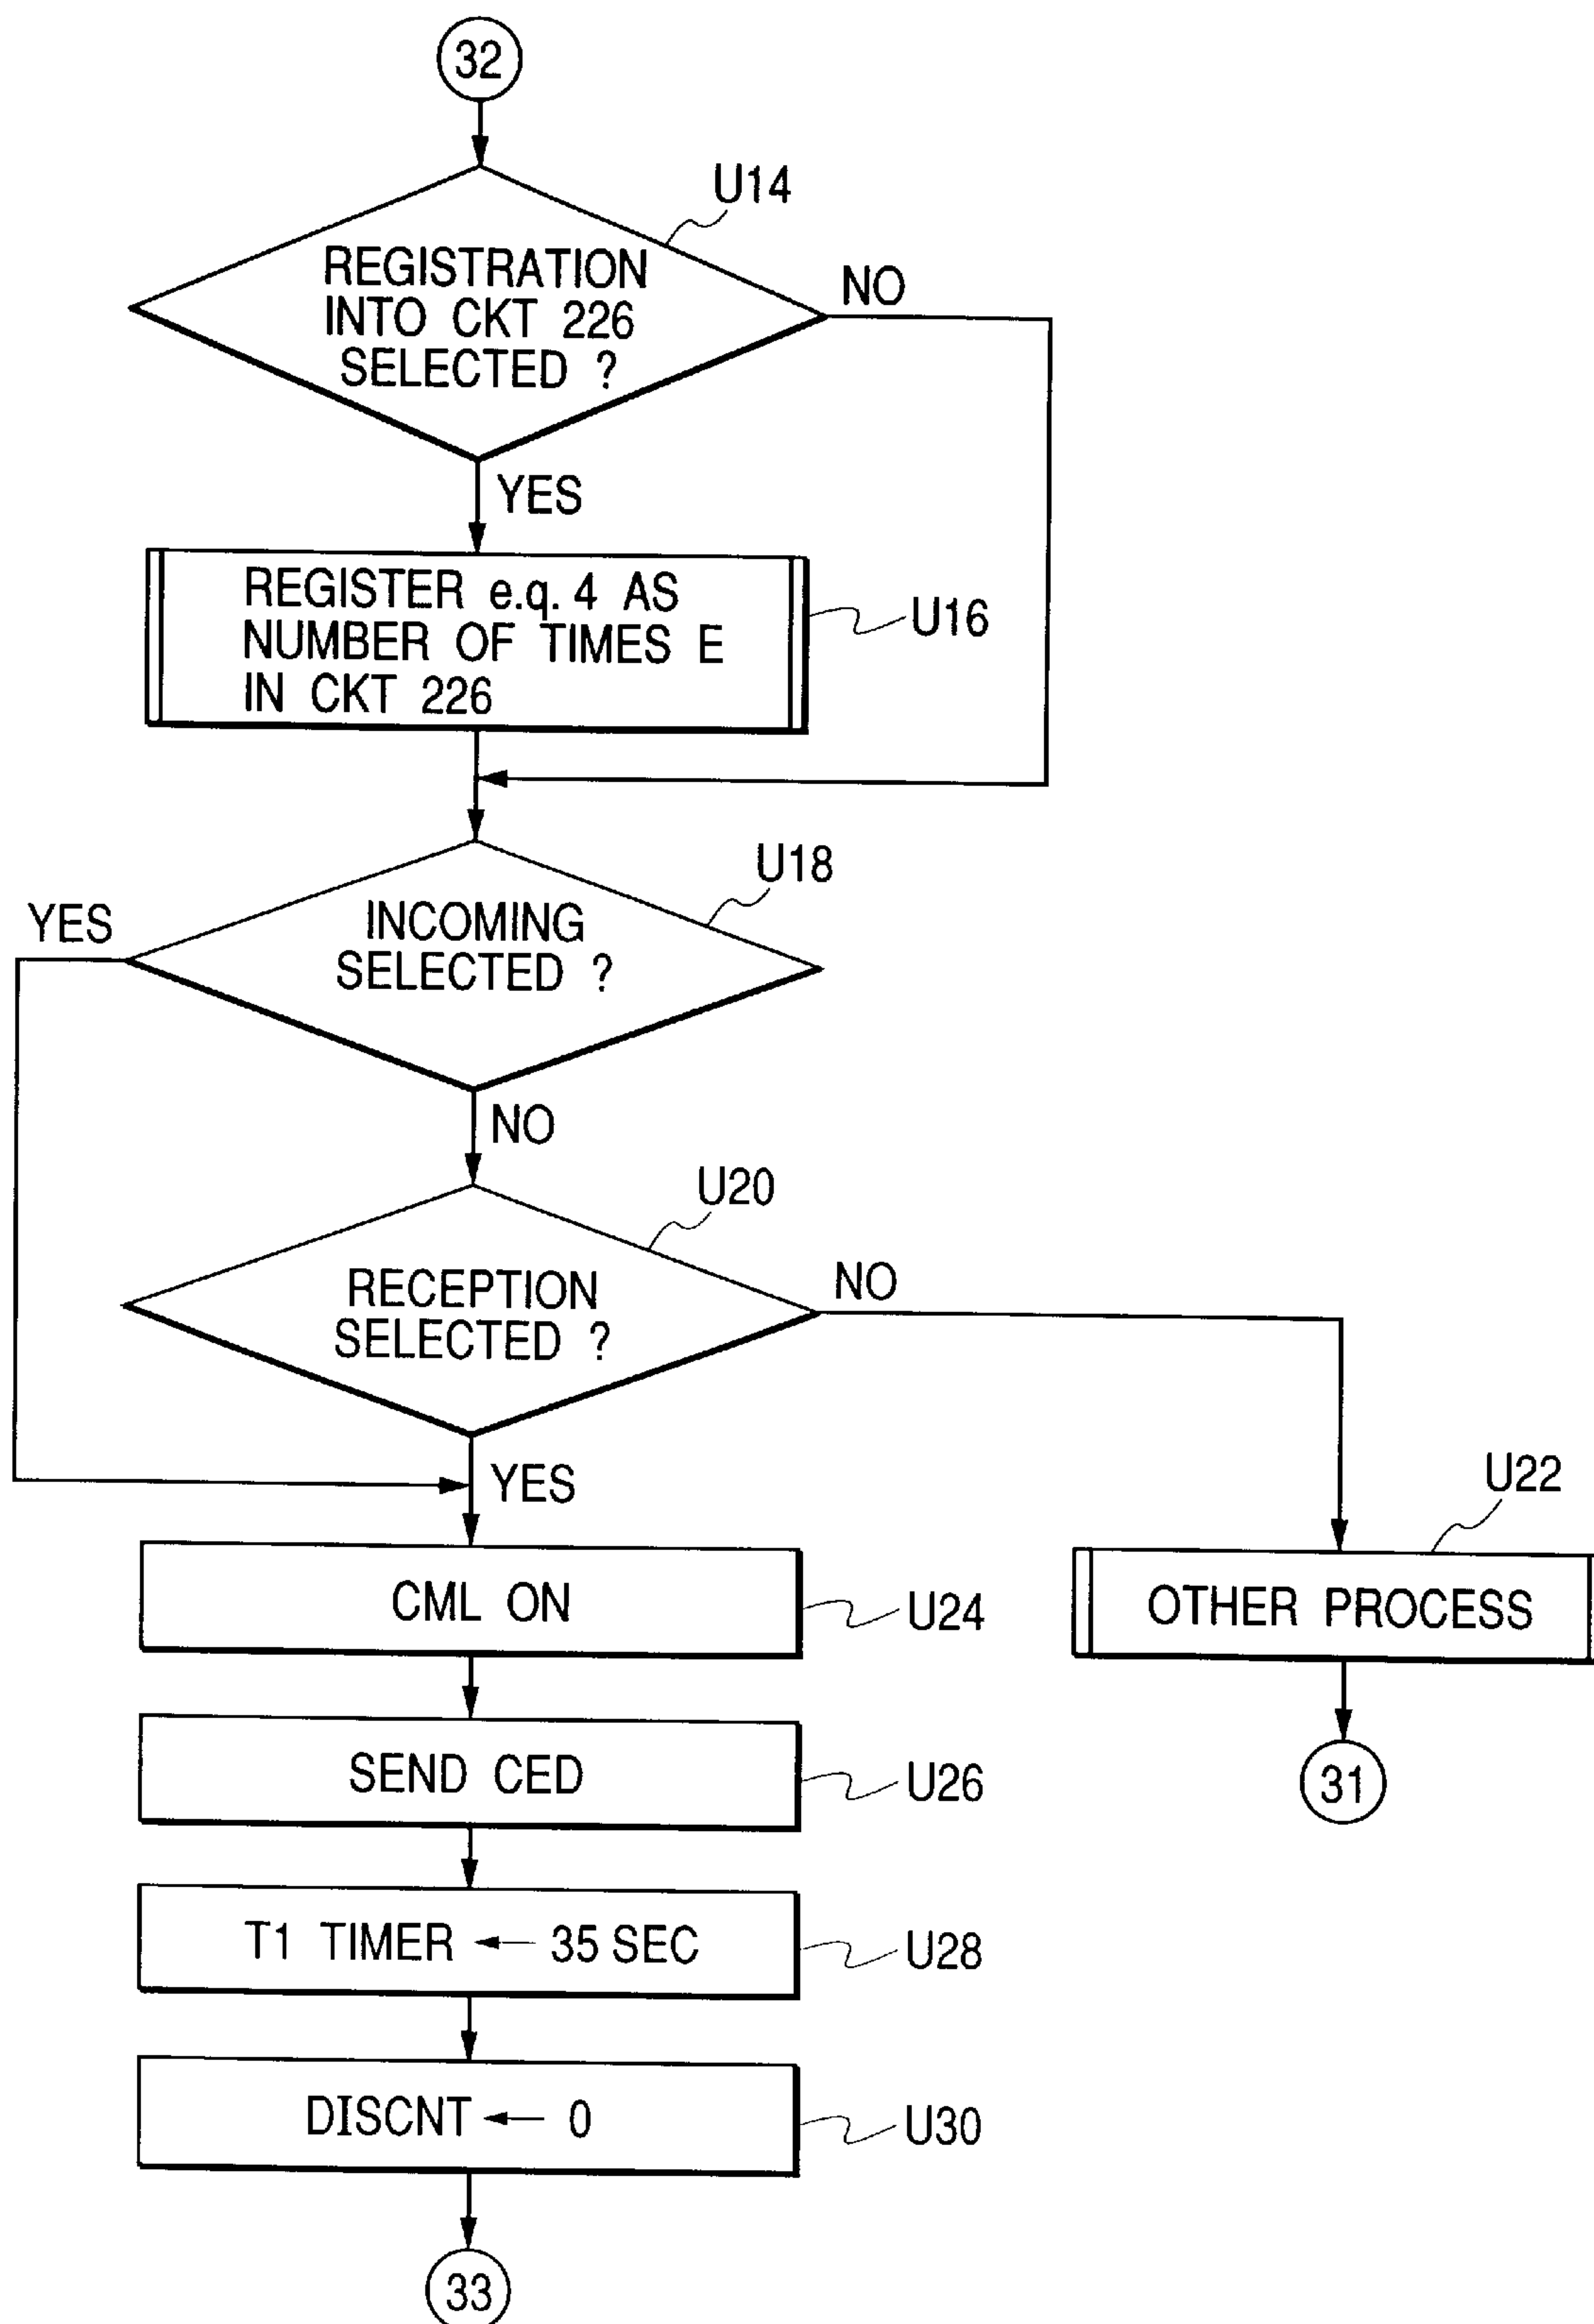 32
U14
REGISTRATION
INTO CKT 226
SELECTED ?
NO
YES
REGISTER e.q. 4 AS
NUMBER OF TIMES E
IN CKT 226
U16
U18
YES
INCOMING
SELECTED ?
NO
U20
RECEPTION
SELECTED ?
NO
YES
U22
CML ON
U24
OTHER PROCESS
SEND CED
U26
31
T1 TIMER ← 35 SEC
U28
DISCNT ← 0
U30
33